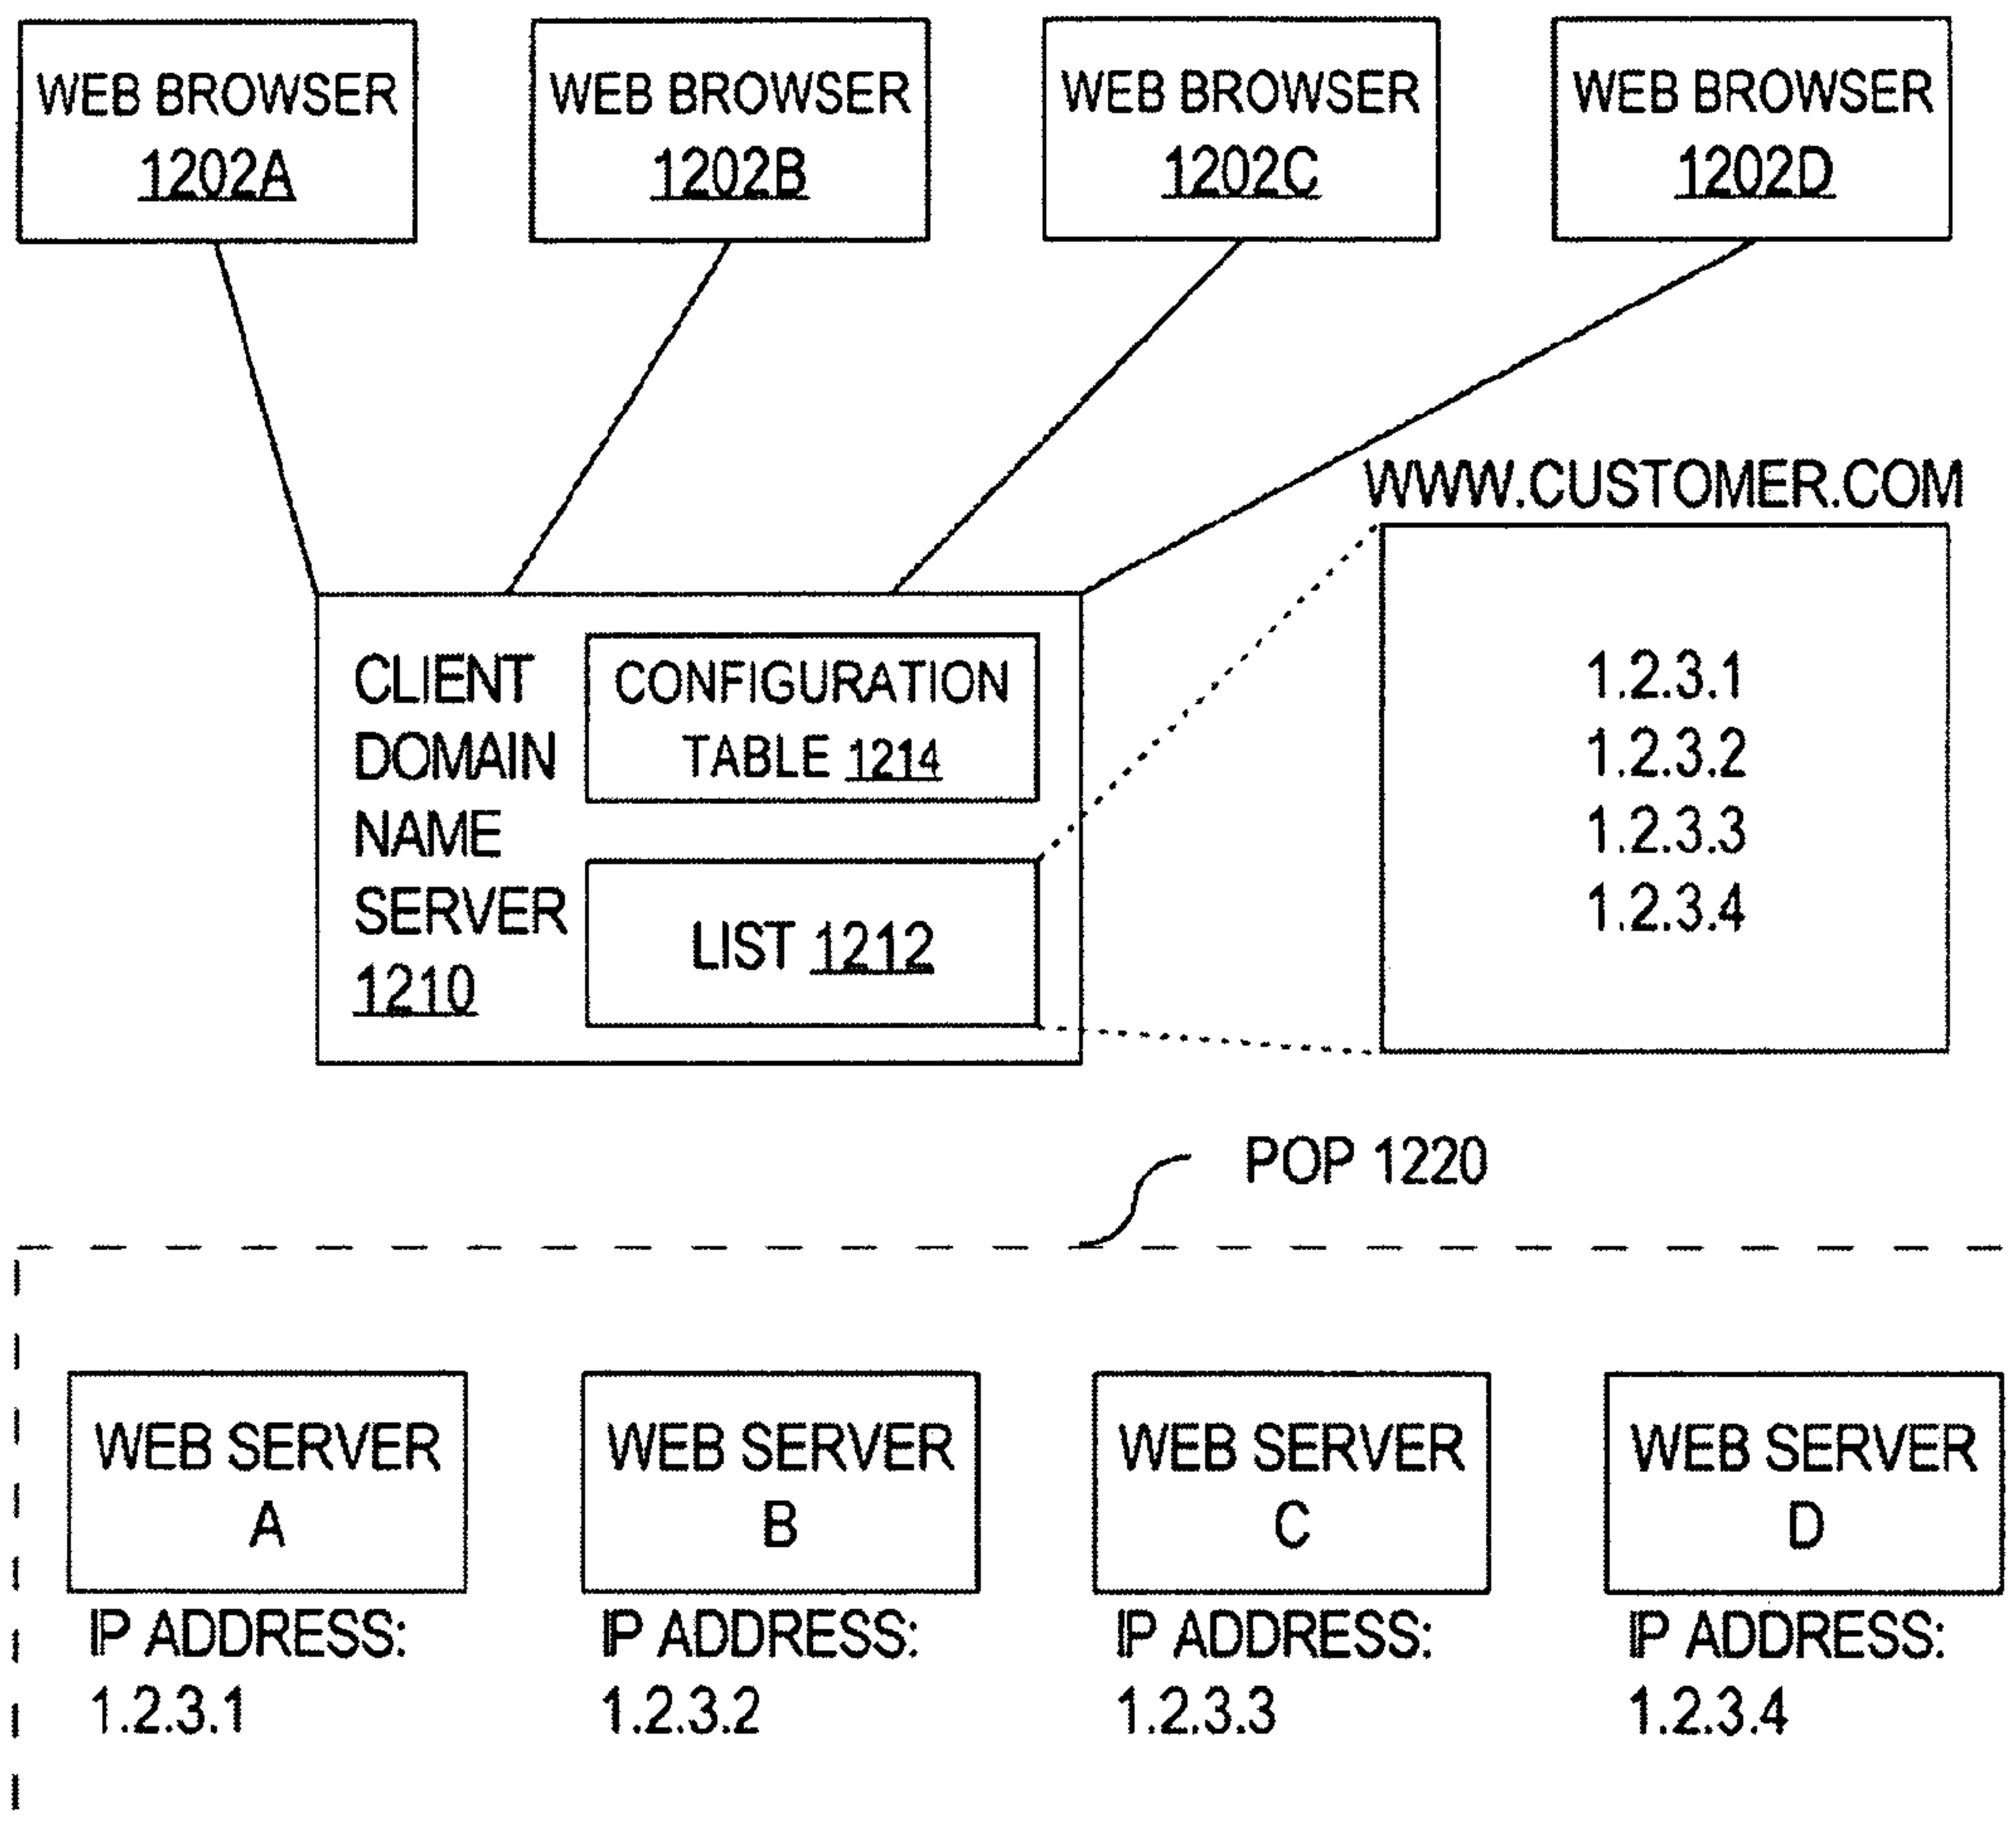 WEB BROWSER
1202A
WEB BROWSER
1202B
WEB BROWSER
1202C
WEB BROWSER
1202D
WWW.CUSTOMER.COM
1.2.3.1
1.2.3.2
1.2.3.3
1.2.3.4
CLIENT
DOMAIN
NAME
SERVER
1210
CONFIGURATION
TABLE 1214
LIST 1212
POP 1220
WEB SERVER
A
IP ADDRESS:
1.2.3.1
WEB SERVER
B
IP ADDRESS:
1.2.3.2
WEB SERVER
C
IP ADDRESS:
1.2.3.3
WEB SERVER
D
IP ADDRESS:
1.2.3.4